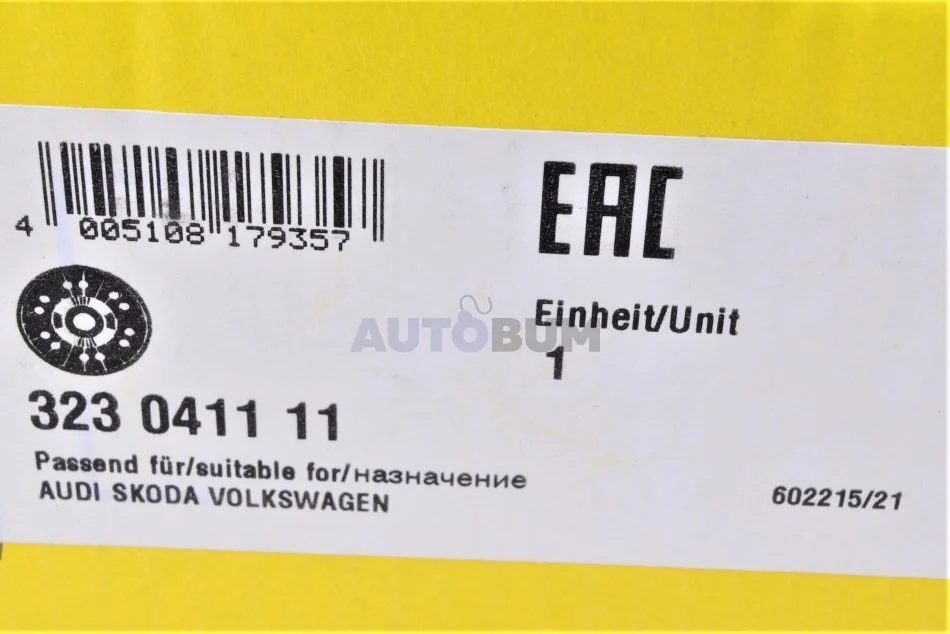 4 005108 179357
EAC
AUTOBUM
Einheit/Unit
1
323 0411 11
Passend für/suitable for/назначение
AUDI SKODA VOLKSWAGEN
602215/21